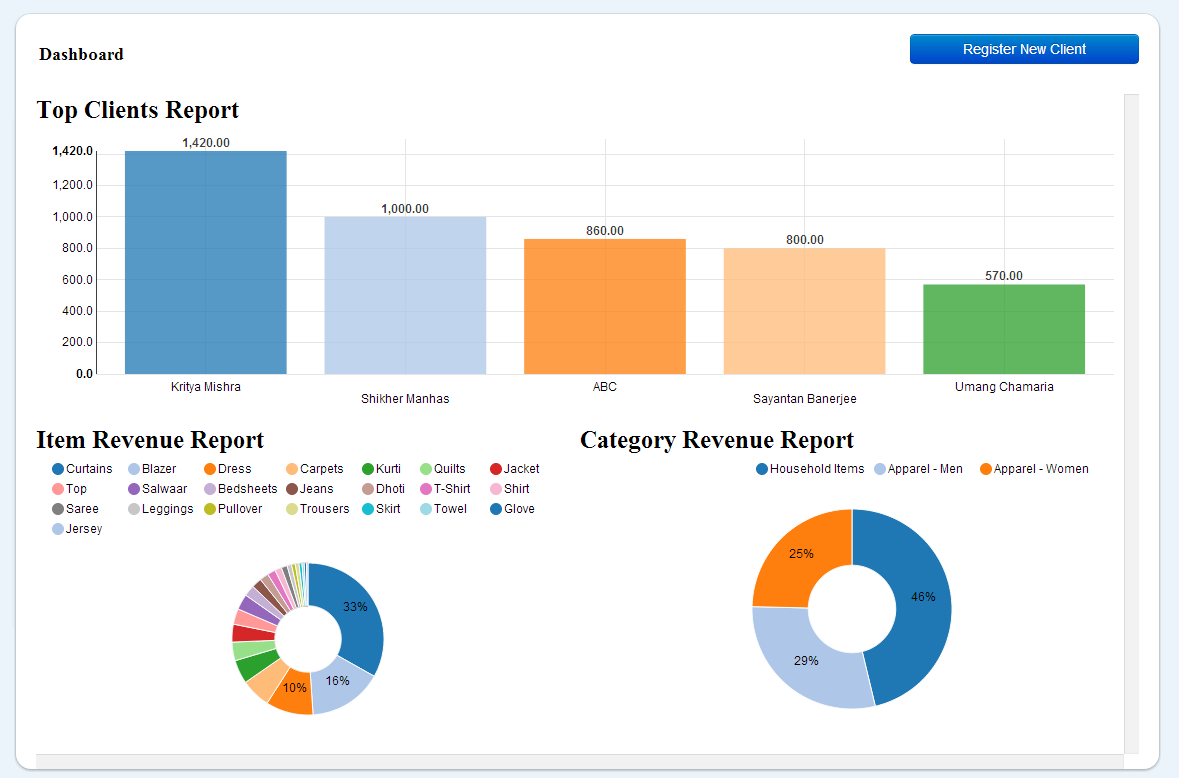 Dashboard
Register New Client
Top Clients Report
1,420.00
1,420.0
1,200.0
1,000.00
1,000.0
860.00
800.00
800.0
570.00
600.0
400.0
200.0
0.0
Kritya Mishra
ABC
Umang Chamaria
Shikher Manhas
Sayantan Banerjee
Item Revenue Report
Curtains Blazer Dress Carpets Kurti Quilts Jacket
Top Salwaar Bedsheets Jeans Dhoti T-Shirt Shirt
Saree Leggings Pullover Trousers Skirt Towel Glove
Jersey
33%
16%
10%
Category Revenue Report
Household Items Apparel - Men Apparel - Women
25%
46%
29%